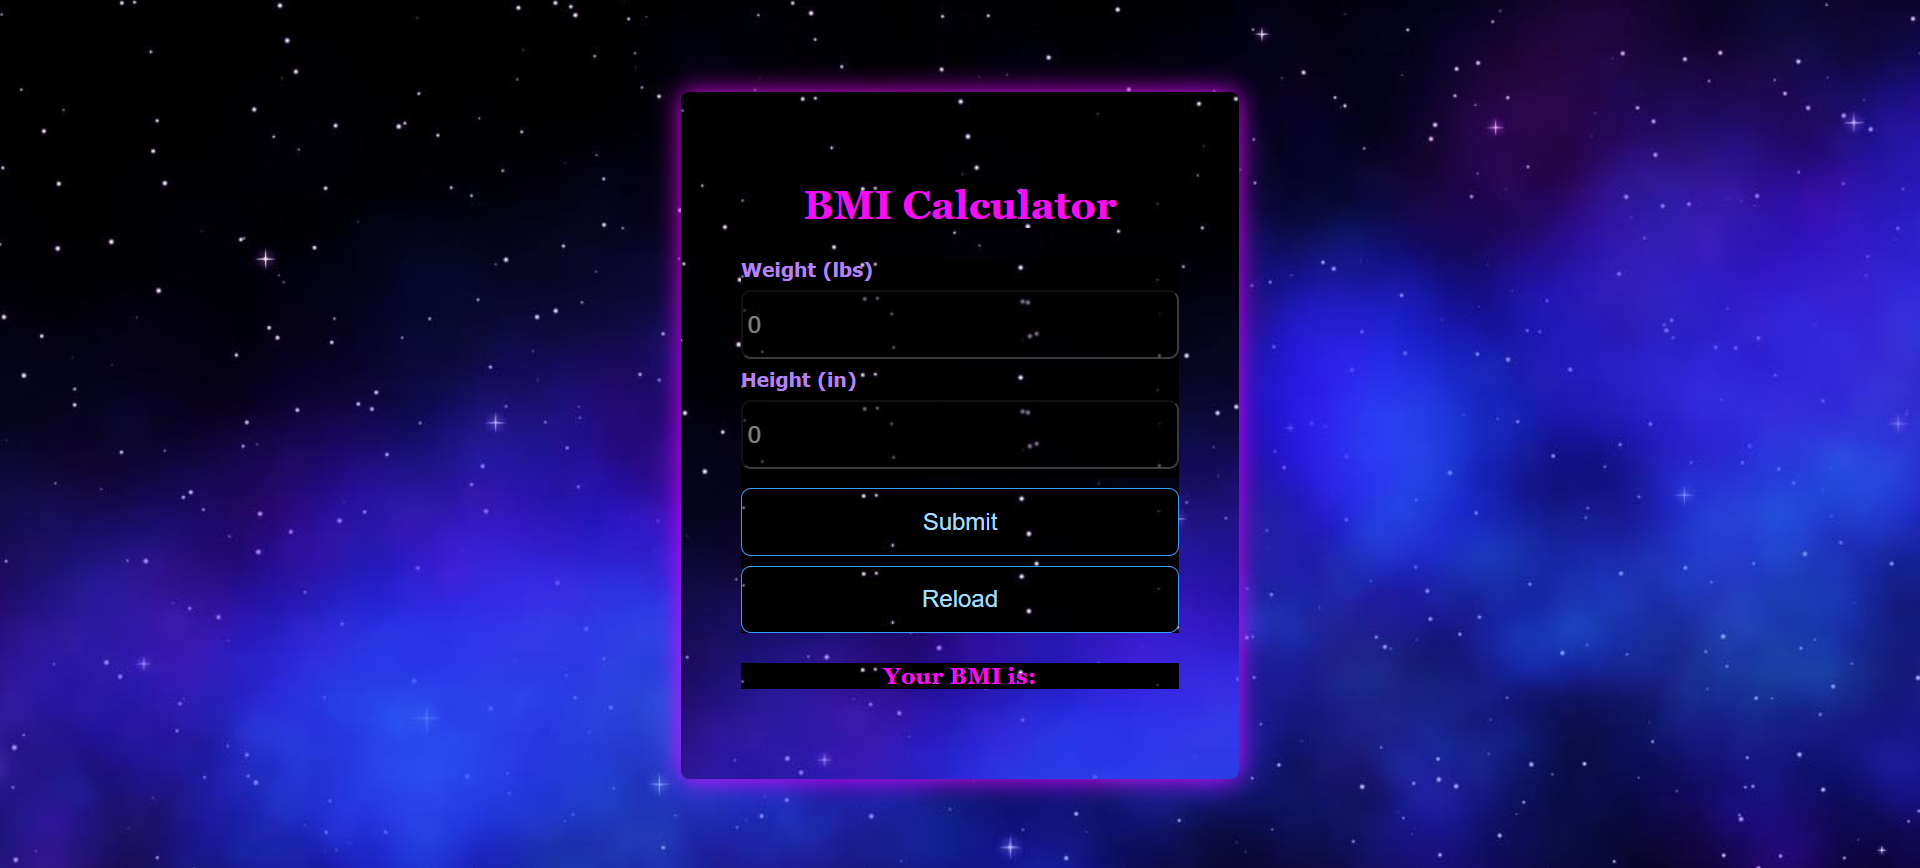 BMI Calculator
Weight (lbs)
0
Height (in)
0
Submit
Reload
Your BMI is: